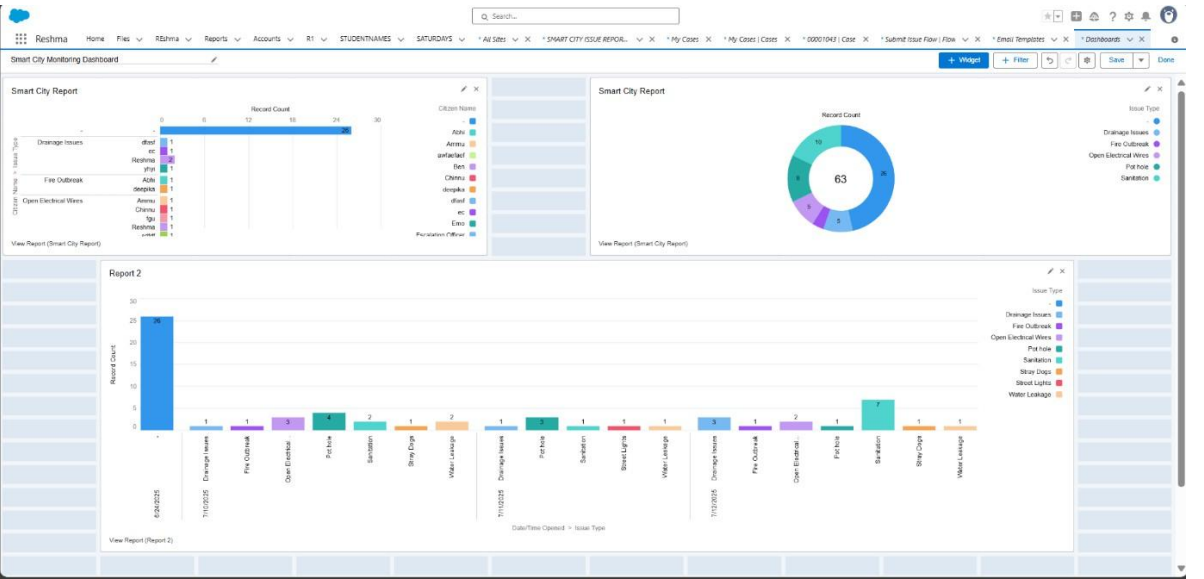 Search...
Reshma Home Files REshma Reports Accounts R1 STUDENTNAMES SATURDAYS * All Sites * SMART CITY ISSUE REPOR... * My Cases * My Cases | Cases * 00001043 | Case * Submit Issue Flow | Flow * Email Templates * Dashboards
Smart City Monitoring Dashboard
+ Widget + Filter Save Done
Smart City Report
Record Count
0 6 12 18 24 30
Citizen Name > Issue Type
- - 26
Drainage Issues dfasf 1
ec 1
Reshma 2
yhyi 1
Fire Outbreak Abhi 1
deepika 1
Open Electrical Wires Ammu 1
Chinnu 1
fgu 1
Reshma 1
1
Citizen Name
-
Abhi
Ammu
awfaefaef
Ben
Chinnu
deepika
dfasf
ec
Emo
Escalation Officer
View Report (Smart City Report)
Smart City Report
Record Count
63
26
5
5
8
10
Issue Type
-
Drainage Issues
Fire Outbreak
Open Electrical Wires
Pot hole
Sanitation
View Report (Smart City Report)
Report 2
Record Count
30
25
20
15
10
5
0
26 1 1 3 4 2 1 2 1 3 1 1 1 3 1 2 1 7 1 1
- Drainage Issues Fire Outbreak Open Electrical... Pot hole Sanitation Stray Dogs Water Leakage Drainage Issues Pot hole Sanitation Street Lights Water Leakage Drainage Issues Fire Outbreak Open Electrical... Pot hole Sanitation Stray Dogs Water Leakage
6/24/2025 7/10/2025 7/11/2025 7/12/2025
Date/Time Opened > Issue Type
Issue Type
-
Drainage Issues
Fire Outbreak
Open Electrical Wires
Pot hole
Sanitation
Stray Dogs
Street Lights
Water Leakage
View Report (Report 2)